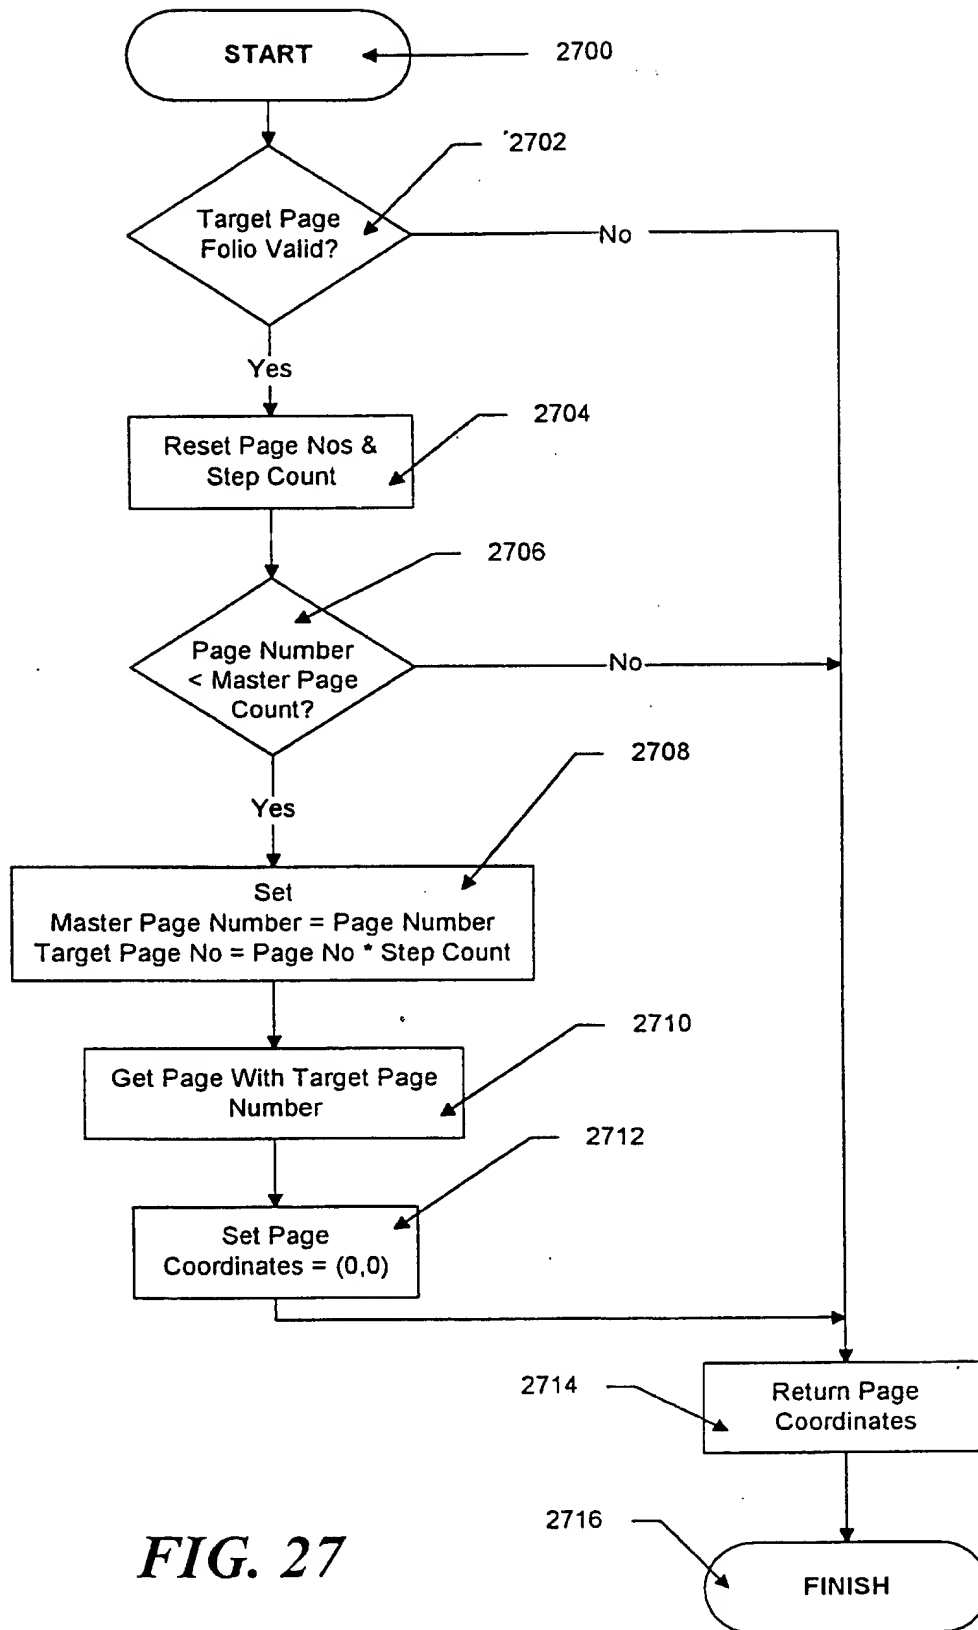 START
2700
2702
Target Page
Folio Valid?
No
Yes
2704
Reset Page Nos &
Step Count
2706
Page Number
< Master Page
Count?
No
2708
Yes
Set
Master Page Number = Page Number
Target Page No = Page No * Step Count
2710
Get Page With Target Page
Number
2712
Set Page
Coordinates = (0,0)
2714
Return Page
Coordinates
2716
FINISH
FIG. 27